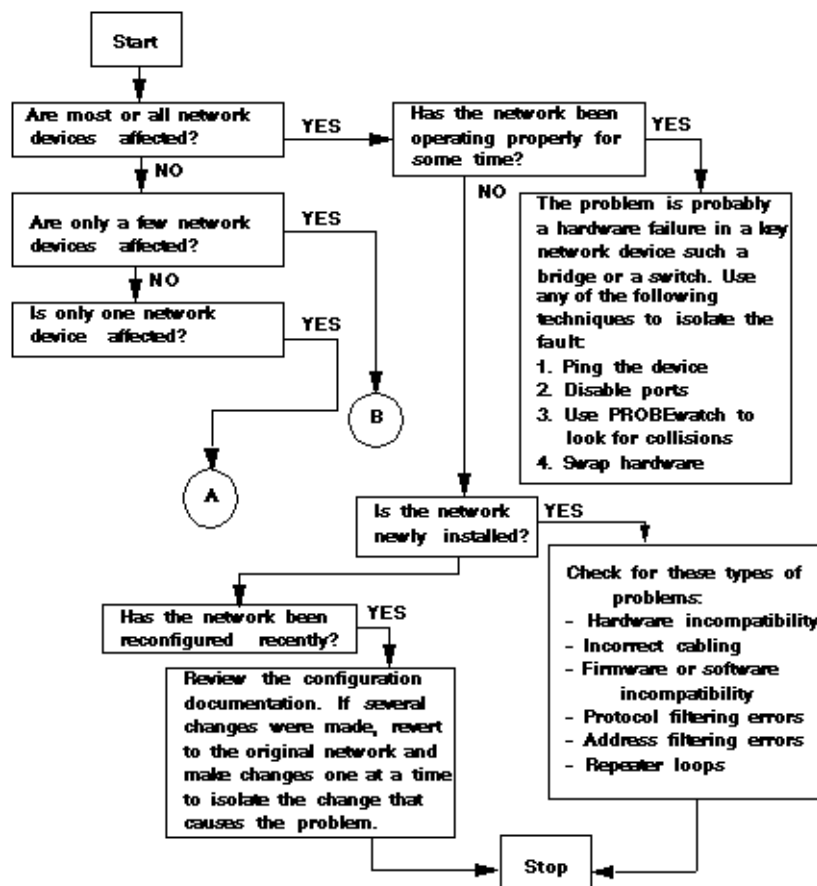 Start
Are most or all network
devices affected?
YES
Has the network been
operating properly for
some time?
YES
NO
NO
Are only a few network
devices affected?
YES
The problem is probably
a hardware failure in a key
network device such a
bridge or a switch. Use
any of the following
techniques to isolate the
fault:
1. Ping the device
2. Disable ports
3. Use PROBEwatch to
look for collisions
4. Swap hardware
NO
Is only one network
device affected?
YES
B
A
Is the network
newly installed?
YES
Check for these types of
problems:
- Hardware incompatibility
- Incorrect cabling
- Firmware or software
incompatibility
- Protocol filtering errors
- Address filtering errors
- Repeater loops
Has the network been
reconfigured recently?
YES
Review the configuration
documentation. If several
changes were made, revert
to the original network and
make changes one at a time
to isolate the change that
causes the problem.
Stop